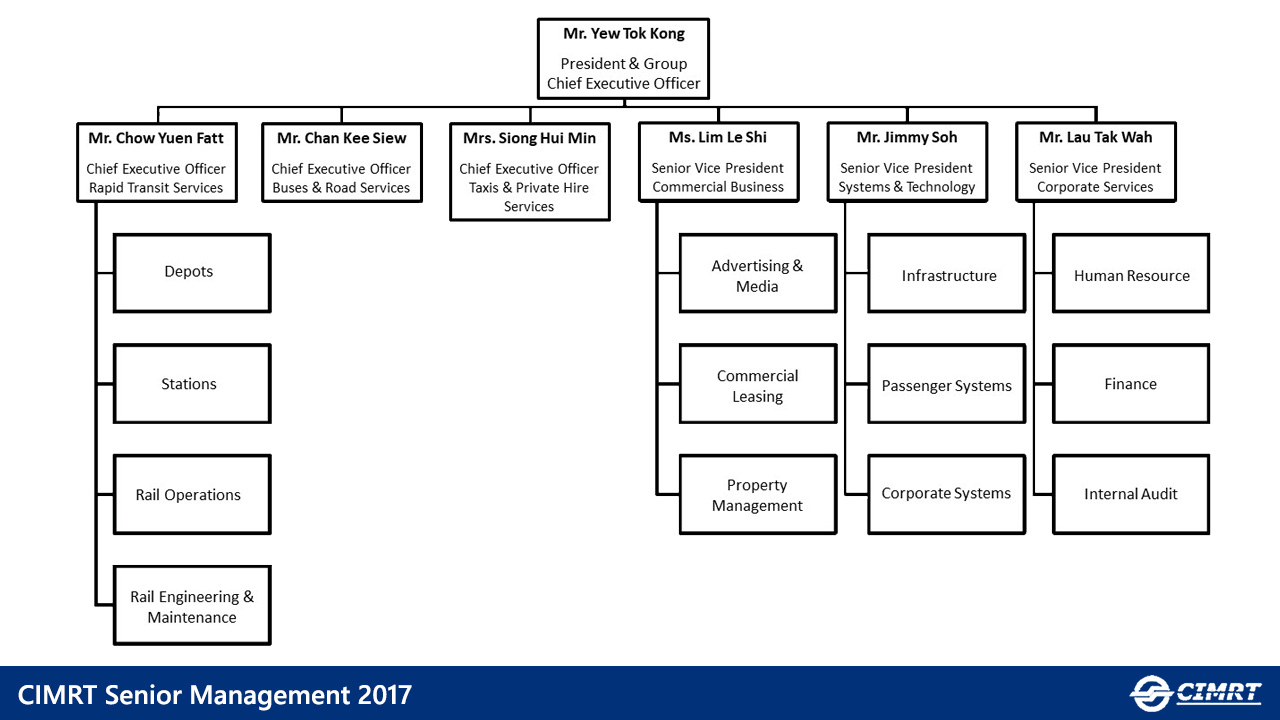 Mr. Yew Tok Kong
President & Group
Chief Executive Officer
Mr. Chow Yuen Fatt
Chief Executive Officer
Rapid Transit Services
Mr. Chan Kee Siew
Chief Executive Officer
Buses & Road Services
Mrs. Siong Hui Min
Chief Executive Officer
Taxis & Private Hire
Services
Ms. Lim Le Shi
Senior Vice President
Commercial Business
Mr. Jimmy Soh
Senior Vice President
Systems & Technology
Mr. Lau Tak Wah
Senior Vice President
Corporate Services
Depots
Stations
Rail Operations
Rail Engineering &
Maintenance
Advertising &
Media
Commercial
Leasing
Property
Management
Infrastructure
Passenger Systems
Corporate Systems
Human Resource
Finance
Internal Audit
CIMRT Senior Management 2017
CIMRT